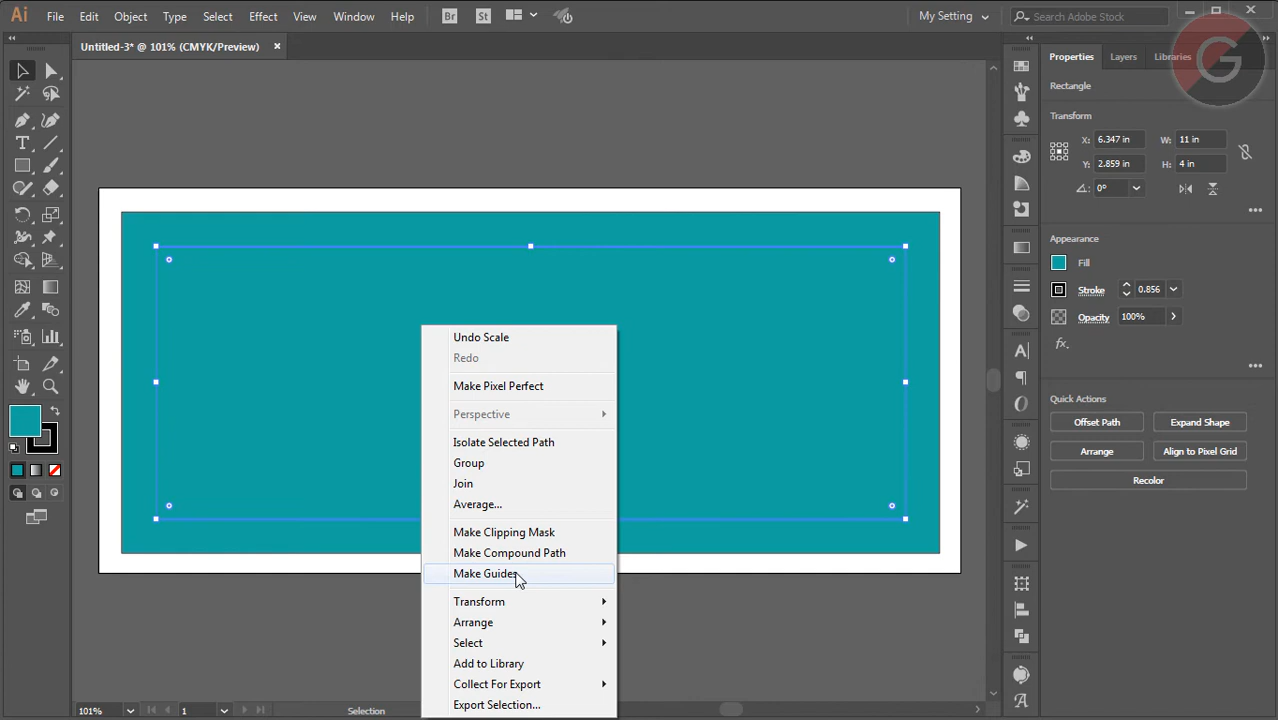 Ai File Edit Object Type Select Effect View Window Help Br St My Setting Search Adobe Stock
Untitled-3* @ 101% (CMYK/Preview)
Properties Layers Libraries
G
Rectangle
Transform
X: 6.347 in W: 11 in
Y: 2.859 in H: 4 in
0°
Appearance
Fill
Stroke 0.856
Opacity 100%
fx.
Quick Actions
Offset Path Expand Shape
Arrange Align to Pixel Grid
Recolor
Undo Scale
Redo
Make Pixel Perfect
Perspective
Isolate Selected Path
Group
Join
Average...
Make Clipping Mask
Make Compound Path
Make Guides
Transform
Arrange
Select
Add to Library
Collect For Export
Export Selection...
101% 1 Selection